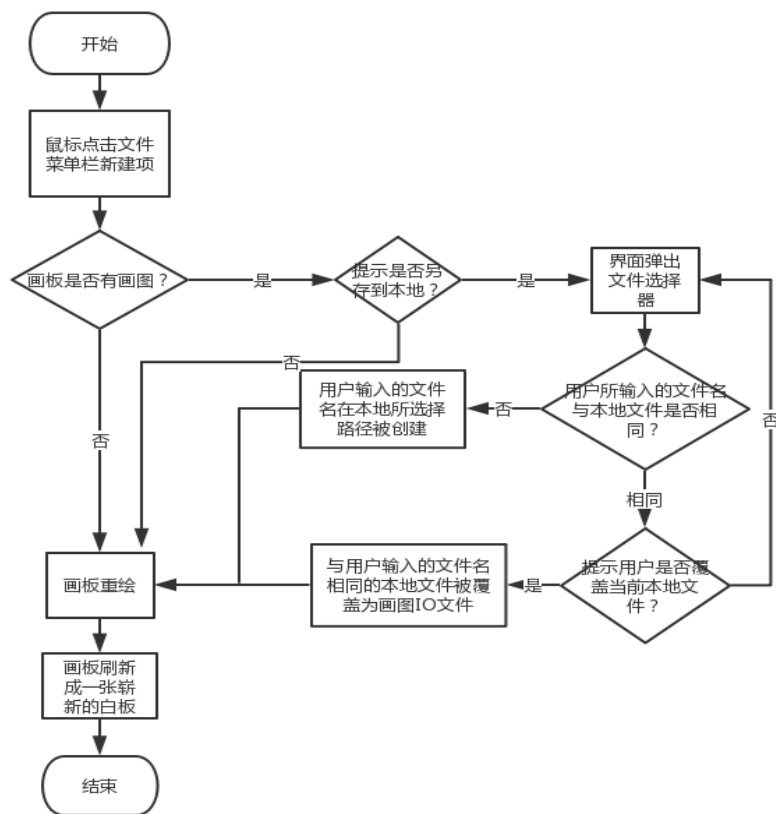 开始
鼠标点击文件
菜单栏新建项
画板是否有画图？
是
提示是否另
存到本地？
是
界面弹出
文件选择
器
否
用户输入的文件
名在本地所选择
路径被创建
否
用户所输入的文件名
与本地文件是否相
同？
否
否
相同
画板重绘
与用户输入的文件名
相同的本地文件被覆
盖为画图IO文件
是
提示用户是否覆
盖当前本地文
件？
画板刷新
成一张崭
新的白板
结束